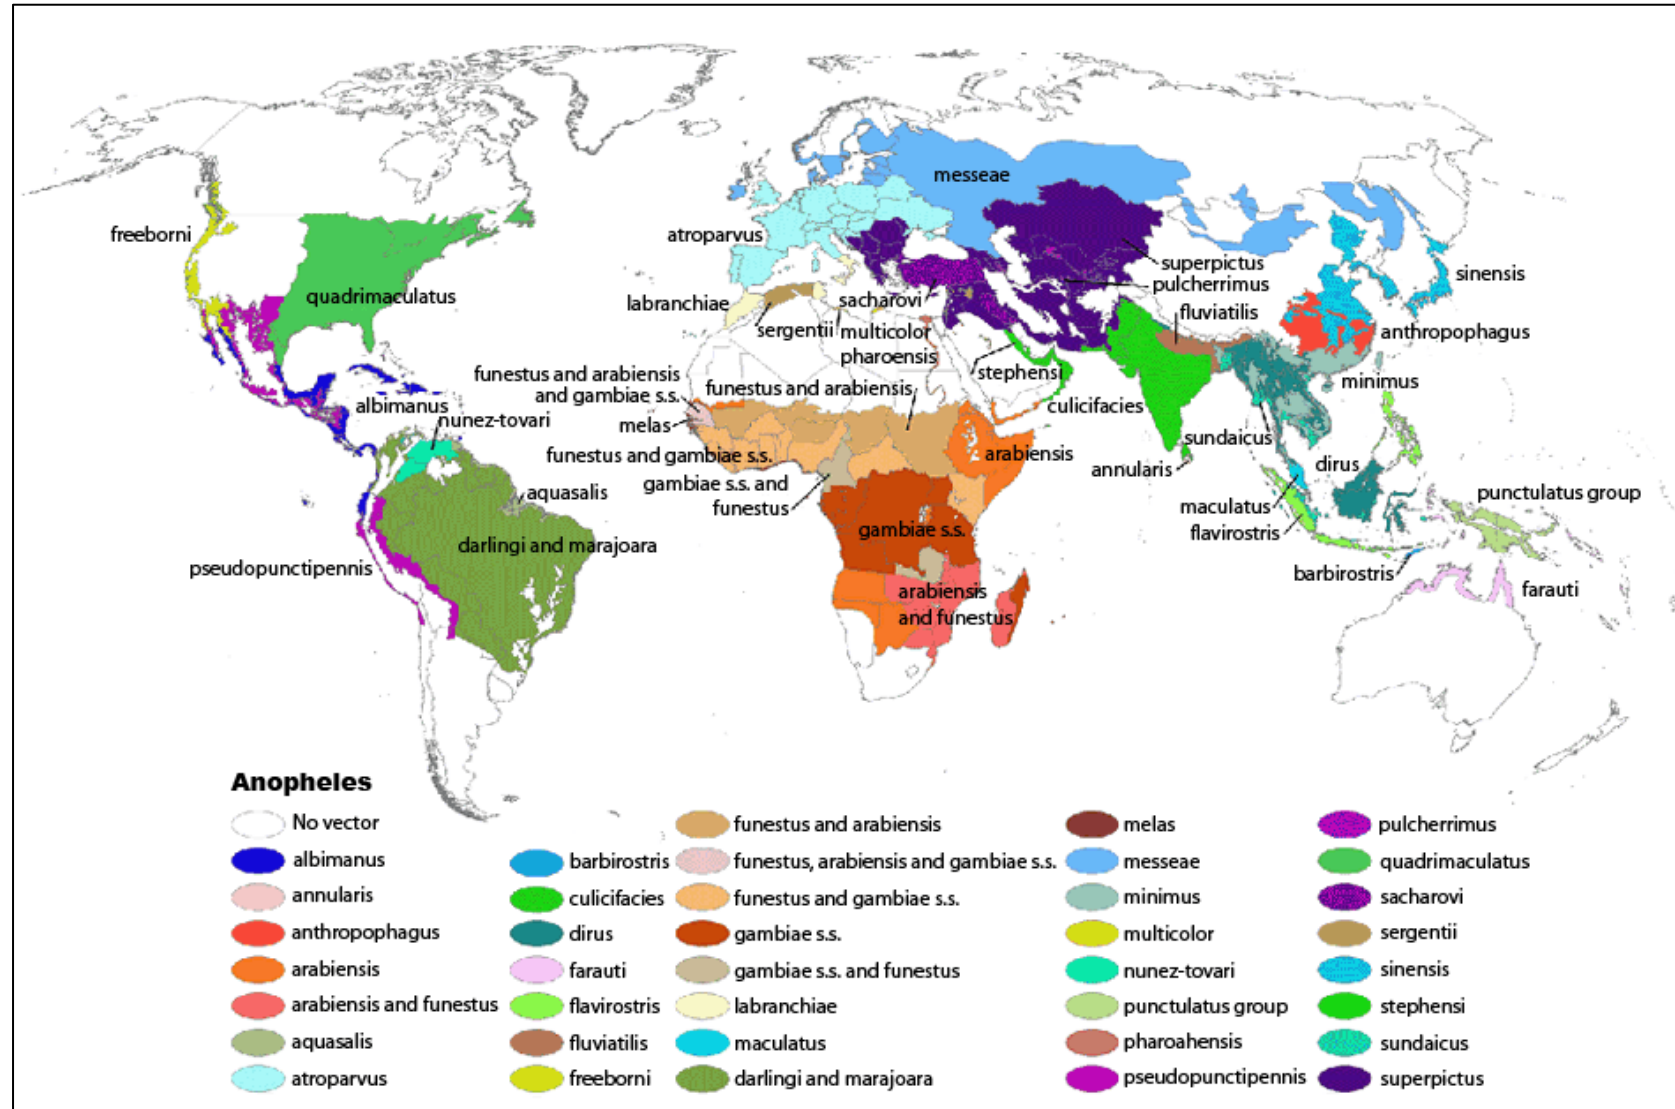 messeae
freeborni
atroparvus
superpictus
pulcherrimus
sinensis
quadrimaculatus
labranchiae
sacharovi
fluviatilis
sergentii
multicolor
anthropophagus
pharoensis
funestus and arabiensis
and gambiae s.s.
funestus and arabiensis
stephensi
minimus
albimanus
culicifacies
nunez-tovari
melas
sundaicus
funestus and gambiae s.s.
arabiensis
annularis
dirus
gambiae s.s. and
funestus
aquasalis
punctulatus group
maculatus
flavirostris
gambiae s.s.
darlingi and marajoara
pseudopunctipennis
barbirostris
farauti
arabiensis
and funestus
Anopheles
No vector
albimanus
annularis
anthropophagus
arabiensis
arabiensis and funestus
aquasalis
atroparvus
barbirostris
culicifacies
dirus
farauti
flavirostris
fluviatilis
freeborni
funestus and arabiensis
funestus, arabiensis and gambiae s.s.
funestus and gambiae s.s.
gambiae s.s.
gambiae s.s. and funestus
labranchiae
maculatus
darlingi and marajoara
melas
messeae
minimus
multicolor
nunez-tovari
punctulatus group
pharoahensis
pseudopunctipennis
pulcherrimus
quadrimaculatus
sacharovi
sergentii
sinensis
stephensi
sundaicus
superpictus